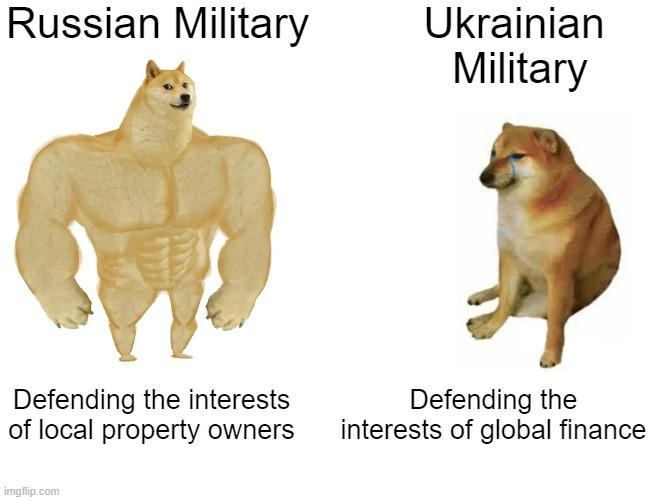 Russian Military
Ukrainian
Military
Defending the interests
of local property owners
Defending the
interests of global finance
imgflip.com